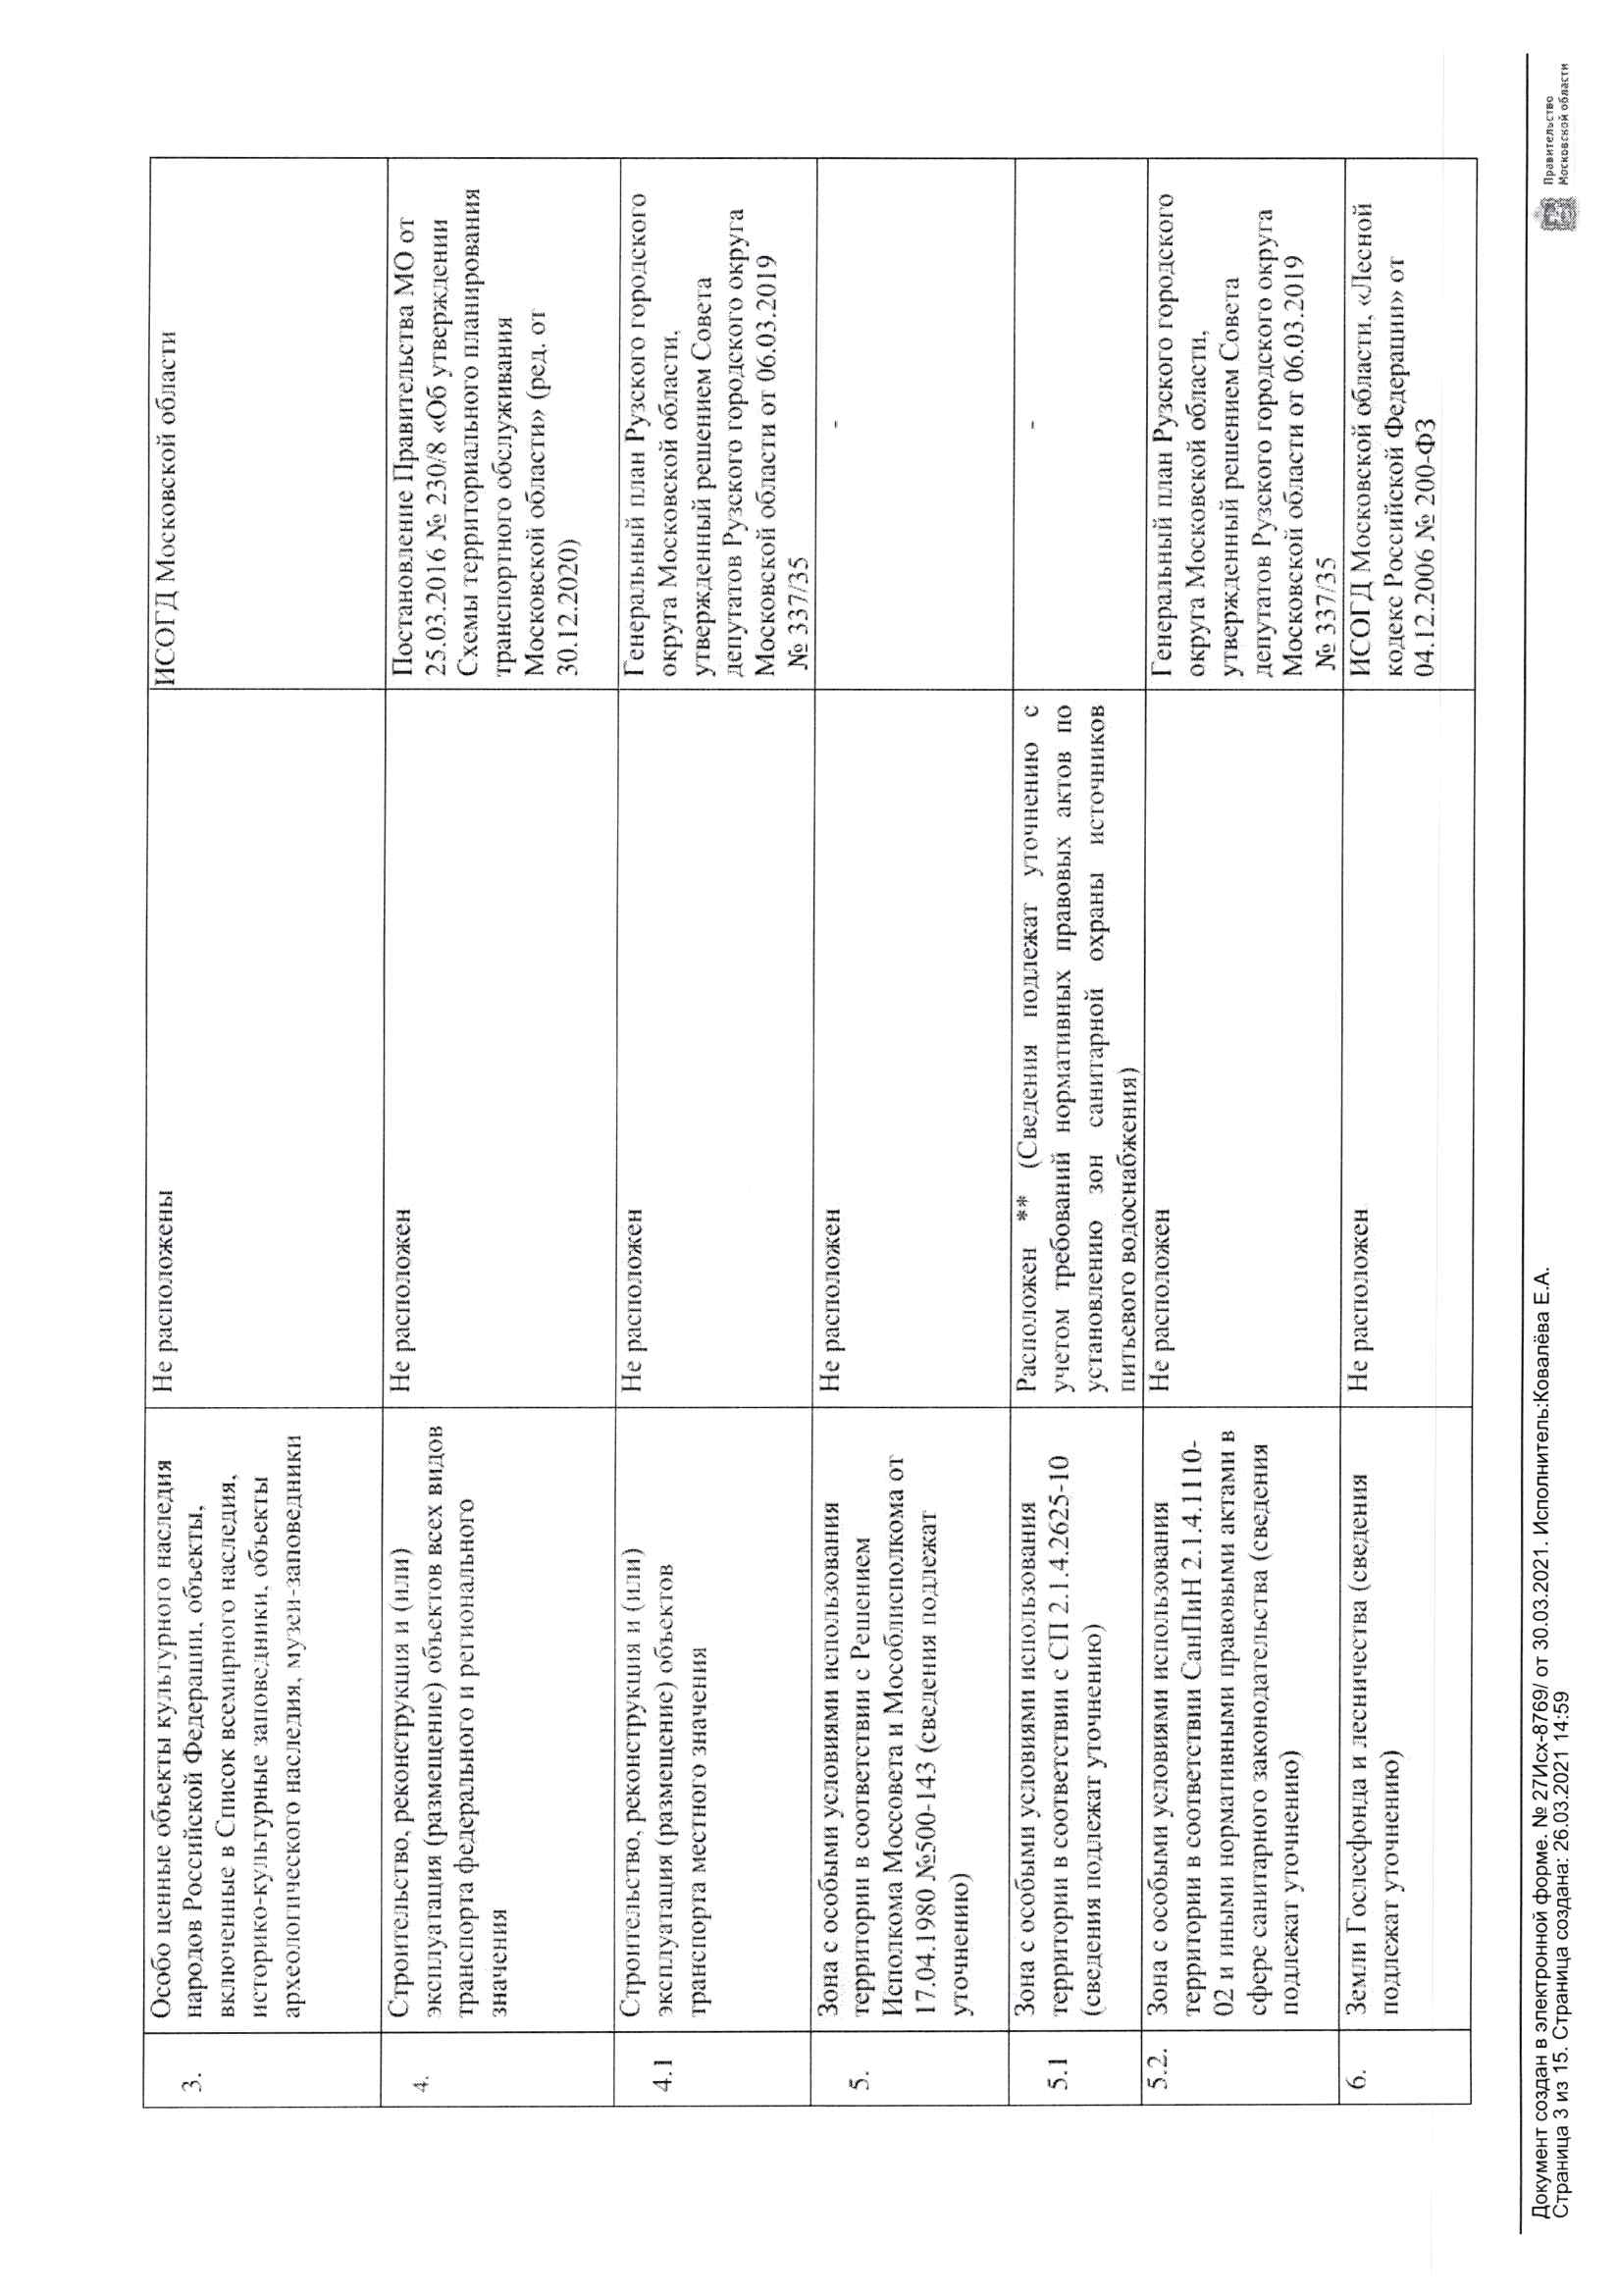 3.
Особо ценные объекты культурного наследия
народов Российской Федерации, объекты,
включенные в Список всемирного наследия,
историко-культурные заповедники, объекты
археологического наследия, музеи-заповедники
Не расположены
ИСОГД Московской области
4.
Строительство, реконструкция и (или)
эксплуатация (размещение) объектов всех видов
транспорта федерального и регионального
значения
Не расположен
Постановление Правительства МО от
25.03.2016 № 230/8 «Об утверждении
Схемы территориального планирования
транспортного обслуживания
Московской области» (ред. от
30.12.2020)
4.1
Строительство, реконструкция и (или)
эксплуатация (размещение) объектов
транспорта местного значения
Не расположен
Генеральный план Рузского городского
округа Московской области,
утвержденный решением Совета
депутатов Рузского городского округа
Московской области от 06.03.2019
№ 337/35
5.
Зона с особыми условиями использования
территории в соответствии с Решением
Исполкома Моссовета и Мособлисполкома от
17.04.1980 №500-143 (сведения подлежат
уточнению)
Не расположен
-
5.1
Зона с особыми условиями использования
территории в соответствии с СП 2.1.4.2625-10
(сведения подлежат уточнению)
Расположен ** (Сведения подлежат уточнению с
учетом требований нормативных правовых актов по
установлению зон санитарной охраны источников
питьевого водоснабжения)
-
5.2.
Зона с особыми условиями использования
территории в соответствии СанПиН 2.1.4.1110-
02 и иными нормативными правовыми актами в
сфере санитарного законодательства (сведения
подлежат уточнению)
Не расположен
Генеральный план Рузского городского
округа Московской области,
утвержденный решением Совета
депутатов Рузского городского округа
Московской области от 06.03.2019
№ 337/35
6.
Земли Гослесфонда и лесничества (сведения
подлежат уточнению)
Не расположен
ИСОГД Московской области, «Лесной
кодекс Российской Федерации» от
04.12.2006 № 200-ФЗ
Документ создан в электронной форме. № 27Исх-8769/ от 30.03.2021. Исполнитель:Ковалёва Е.А.
Страница 3 из 15. Страница создана: 26.03.2021 14:59
Правительство
Московской области